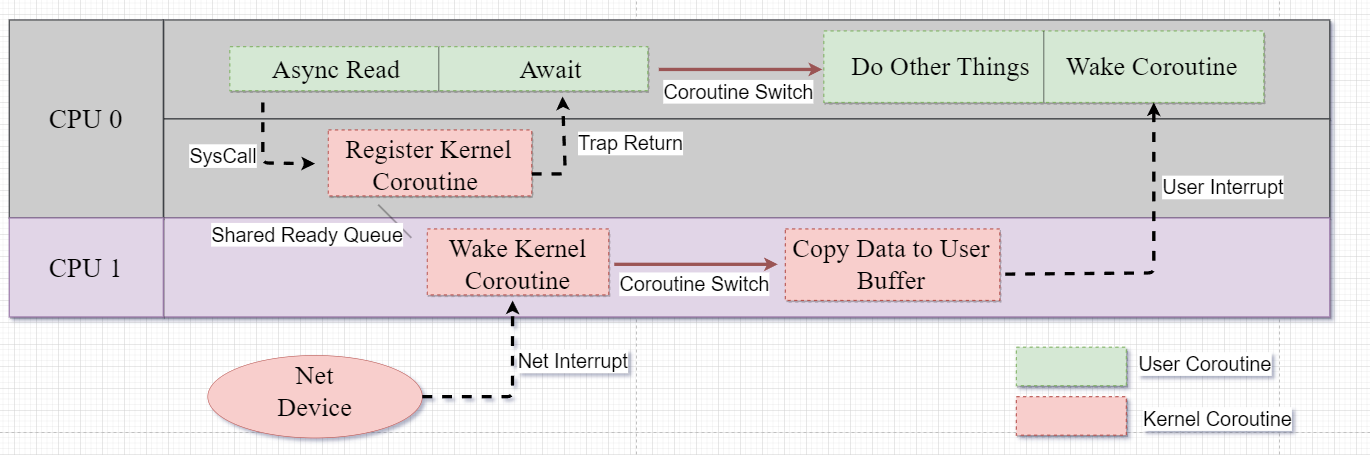 CPU 0
Async Read
Await
Coroutine Switch
Do Other Things
Wake Coroutine
SysCall
Register Kernel
Coroutine
Trap Return
User Interrupt
Shared Ready Queue
CPU 1
Wake Kernel
Coroutine
Coroutine Switch
Copy Data to User
Buffer
Net Interrupt
Net
Device
User Coroutine
Kernel Coroutine